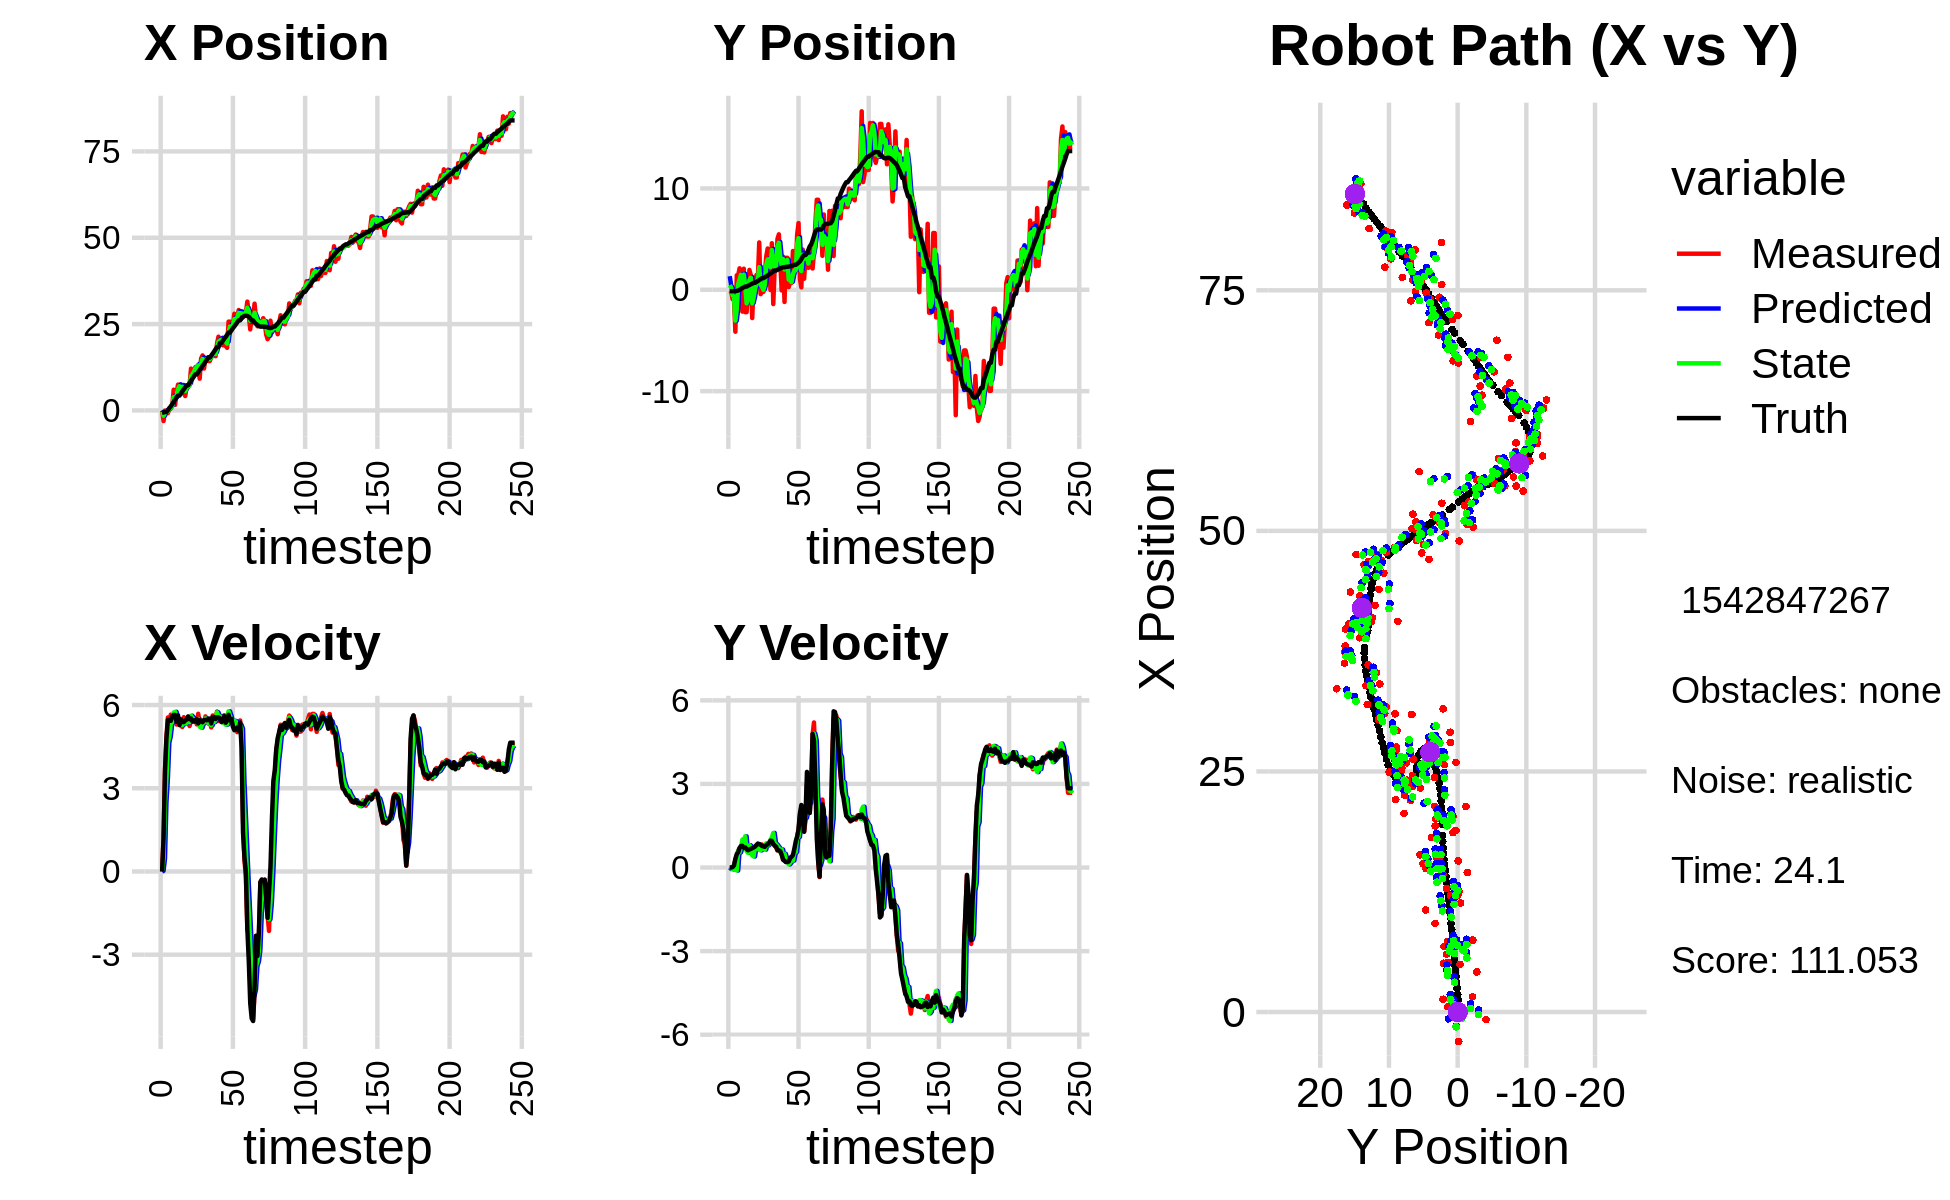 X Position
75
50
25
0
0
50
100
150
200
250
timestep
Y Position
10
0
-10
0
50
100
150
200
250
timestep
X Velocity
6
3
0
-3
0
50
100
150
200
250
timestep
Y Velocity
6
3
0
-3
-6
0
50
100
150
200
250
timestep
Robot Path (X vs Y)
X Position
75
50
25
0
20 10 0 -10 -20
Y Position
variable
Measured
Predicted
State
Truth
1542847267
Obstacles: none
Noise: realistic
Time: 24.1
Score: 111.053